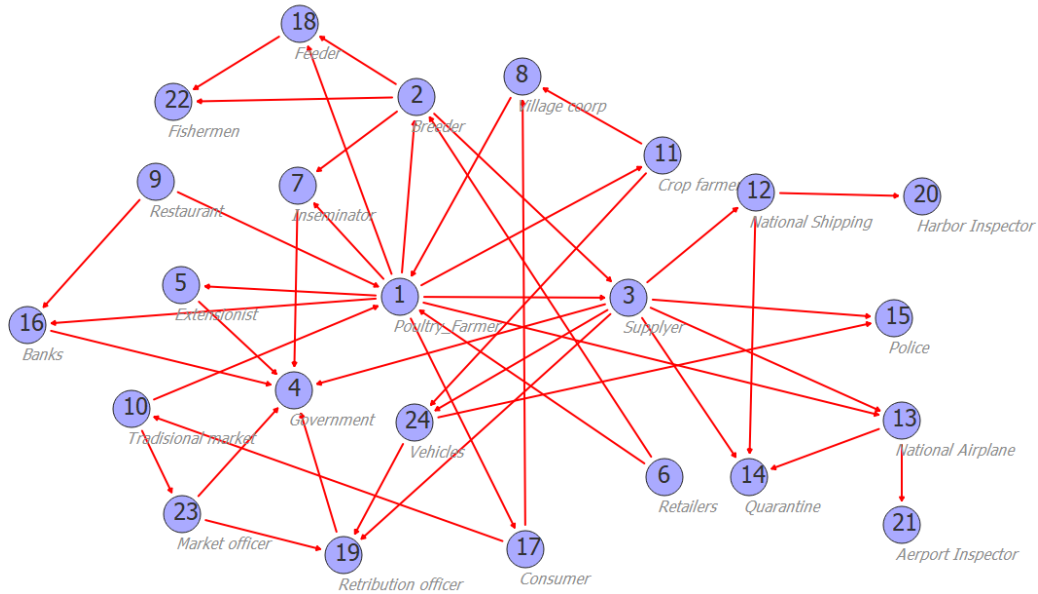 18
Feeder
8
Village coorp
2
Breeder
22
Fishermen
11
Crop farmer
9
Restaurant
7
Inseminator
12
National Shipping
20
Harbor Inspector
5
Extensionist
1
Poultry_Farmer
3
Supplyer
16
Banks
15
Police
4
Government
10
Tradisional market
24
Vehicles
13
National Airplane
6
Retailers
14
Quarantine
23
Market officer
21
Aerport Inspector
19
Retribution officer
17
Consumer